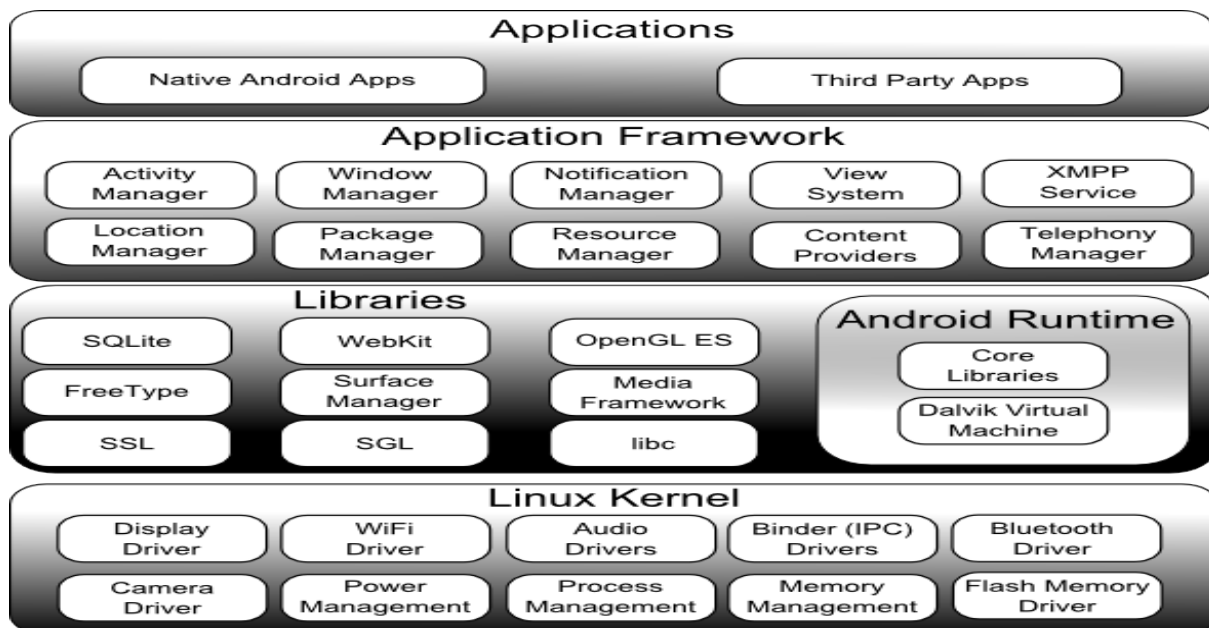 Applications
Native Android Apps
Third Party Apps
Application Framework
Activity
Manager
Window
Manager
Notification
Manager
View
System
XMPP
Service
Location
Manager
Package
Manager
Resource
Manager
Content
Providers
Telephony
Manager
Libraries
SQLite
WebKit
OpenGL ES
FreeType
Surface
Manager
Media
Framework
SSL
SGL
libc
Android Runtime
Core
Libraries
Dalvik Virtual
Machine
Linux Kernel
Display
Driver
WiFi
Driver
Audio
Drivers
Binder (IPC)
Drivers
Bluetooth
Driver
Camera
Driver
Power
Management
Process
Management
Memory
Management
Flash Memory
Driver